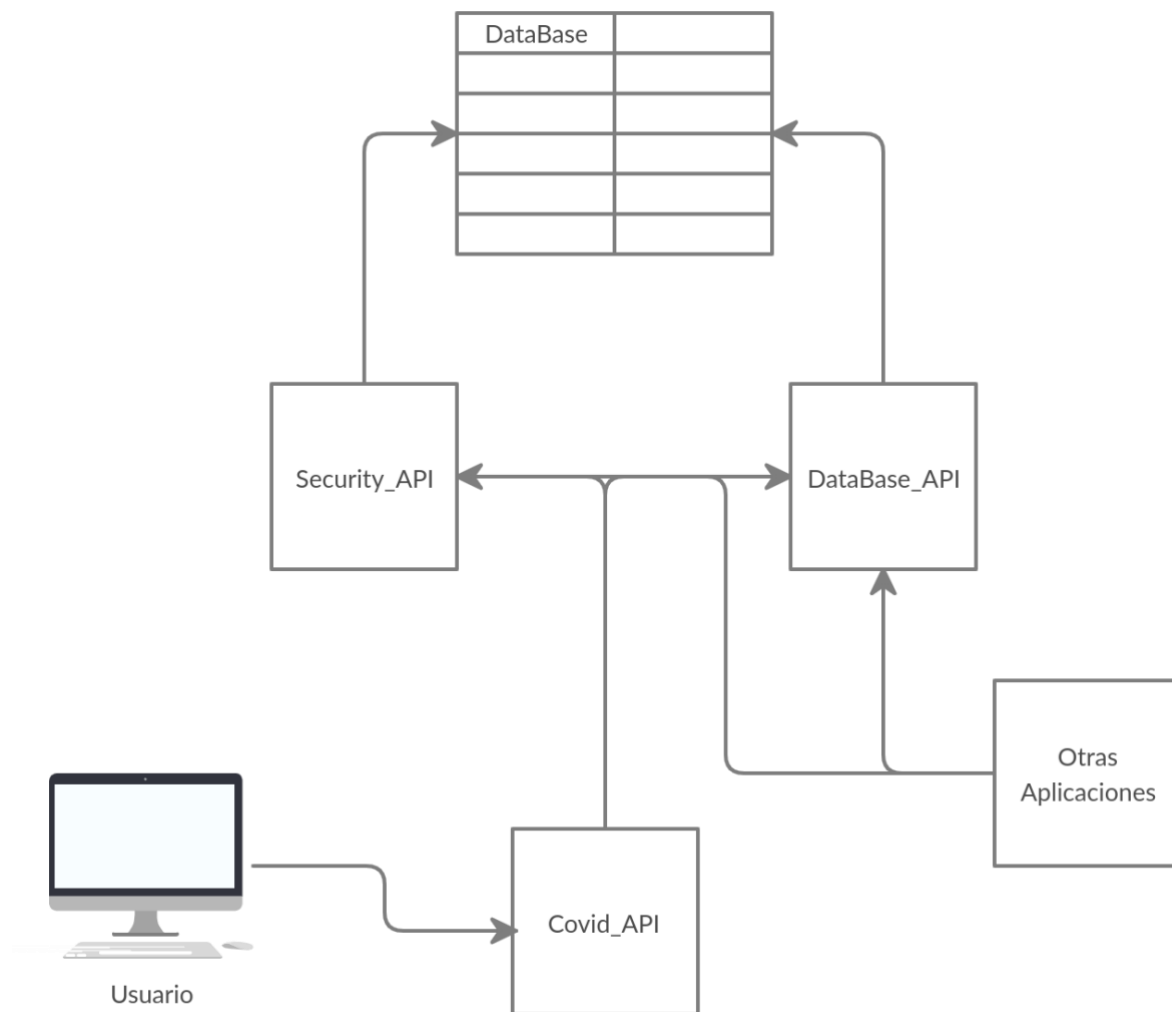 DataBase
Security_API
DataBase_API
Otras
Aplicaciones
Covid_API
Usuario